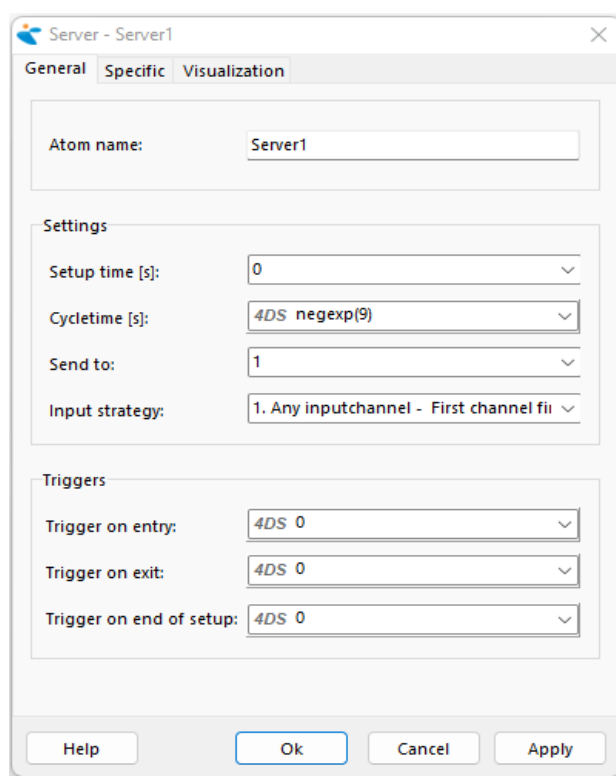 Server - Server1
General Specific Visualization
Atom name: Server1
Settings
Setup time [s]: 0
Cycletime [s]: 4DS negexp(9)
Send to: 1
Input strategy: 1. Any inputchannel - First channel fii
Triggers
Trigger on entry: 4DS 0
Trigger on exit: 4DS 0
Trigger on end of setup: 4DS 0
Help Ok Cancel Apply